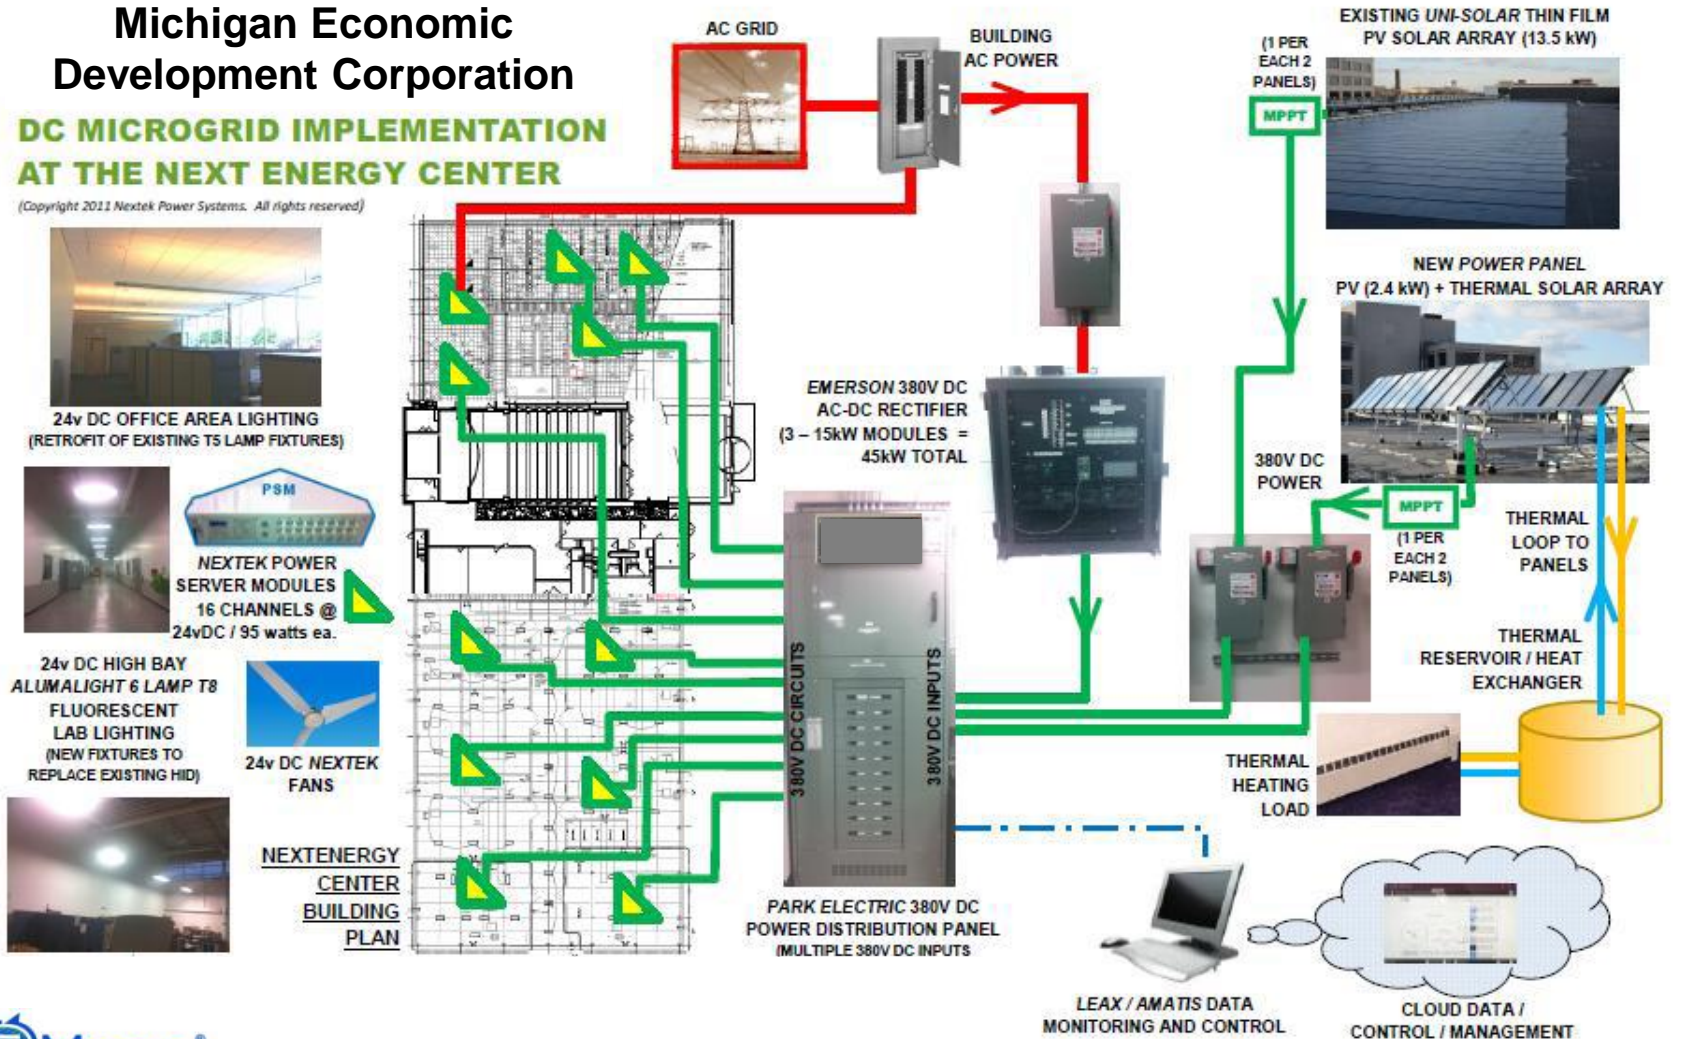 Michigan Economic
Development Corporation
DC MICROGRID IMPLEMENTATION
AT THE NEXT ENERGY CENTER
(Copyright 2011 Nextek Power Systems. All rights reserved)
AC GRID
BUILDING
AC POWER
EXISTING UNI-SOLAR THIN FILM
PV SOLAR ARRAY (13.5 kW)
(1 PER
EACH 2
PANELS)
MPPT
NEW POWER PANEL
PV (2.4 kW) + THERMAL SOLAR ARRAY
24v DC OFFICE AREA LIGHTING
(RETROFIT OF EXISTING T5 LAMP FIXTURES)
EMERSON 380V DC
AC-DC RECTIFIER
(3 – 15kW MODULES =
45kW TOTAL
380V DC
POWER
MPPT
(1 PER
EACH 2
PANELS)
THERMAL
LOOP TO
PANELS
PSM
NEXTEK POWER
SERVER MODULES
16 CHANNELS @
24vDC / 95 watts ea.
24v DC HIGH BAY
ALUMALIGHT 6 LAMP T8
FLUORESCENT
LAB LIGHTING
(NEW FIXTURES TO
REPLACE EXISTING HID)
24v DC NEXTEK
FANS
380V DC CIRCUITS
380V DC INPUTS
THERMAL
RESERVOIR / HEAT
EXCHANGER
THERMAL
HEATING
LOAD
NEXTENERGY
CENTER
BUILDING
PLAN
PARK ELECTRIC 380V DC
POWER DISTRIBUTION PANEL
(MULTIPLE 380V DC INPUTS
LEAX / AMATIS DATA
MONITORING AND CONTROL
CLOUD DATA /
CONTROL / MANAGEMENT